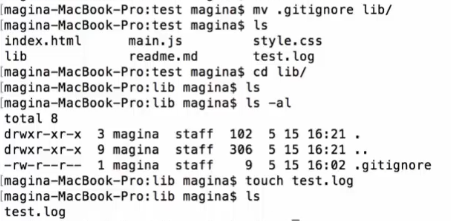 [magina-MacBook-Pro:test magina$ mv .gitignore lib/
[magina-MacBook-Pro:test magina$ ls
index.html main.js style.css
lib readme.md test.log
[magina-MacBook-Pro:test magina$ cd lib/
[magina-MacBook-Pro:lib magina$ ls
[magina-MacBook-Pro:lib magina$ ls -al
total 8
drwxr-xr-x 3 magina staff 102 5 15 16:21 .
drwxr-xr-x 9 magina staff 306 5 15 16:21 ..
-rw-r--r-- 1 magina staff 9 5 15 16:02 .gitignore
[magina-MacBook-Pro:lib magina$ touch test.log
[magina-MacBook-Pro:lib magina$ ls
test.log